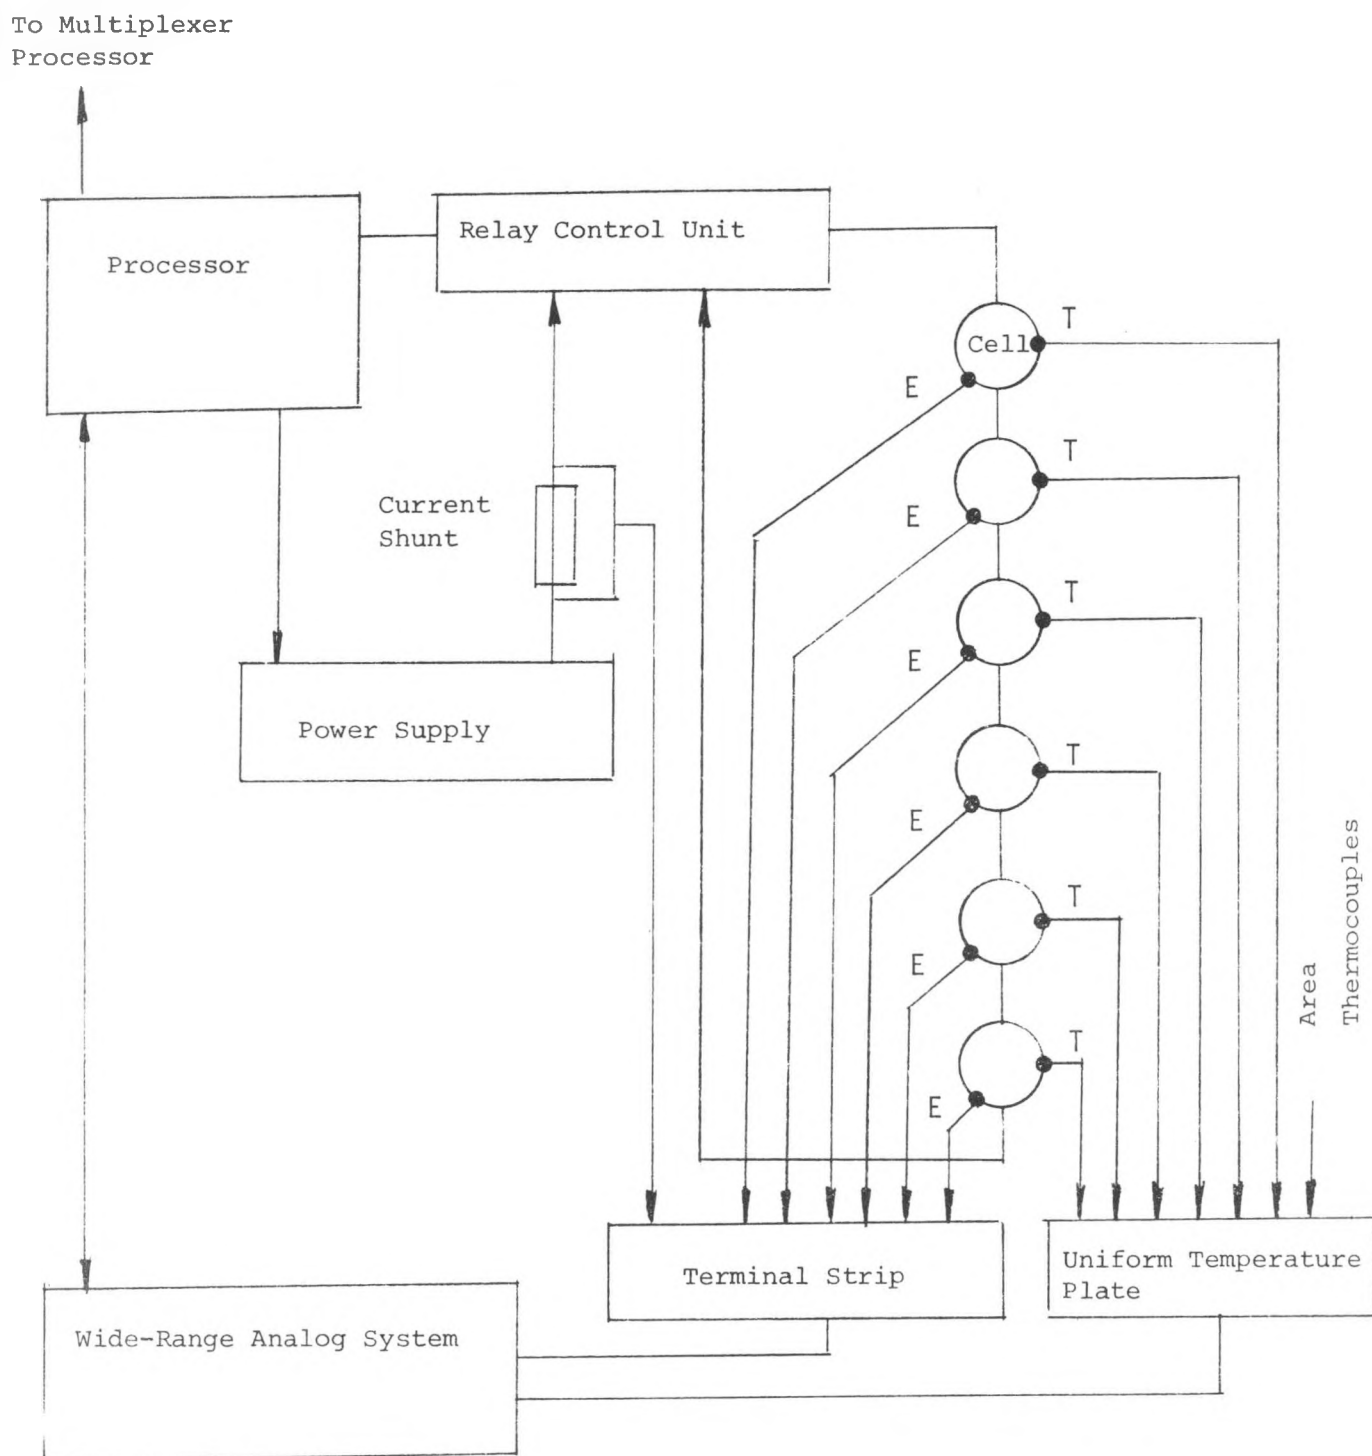 To Multiplexer
Processor
Processor
Relay Control Unit
Cell
T
E
T
E
Current
Shunt
T
E
Power Supply
T
E
T
E
Area
Thermocouples
T
E
Terminal Strip
Uniform Temperature
Plate
Wide-Range Analog System